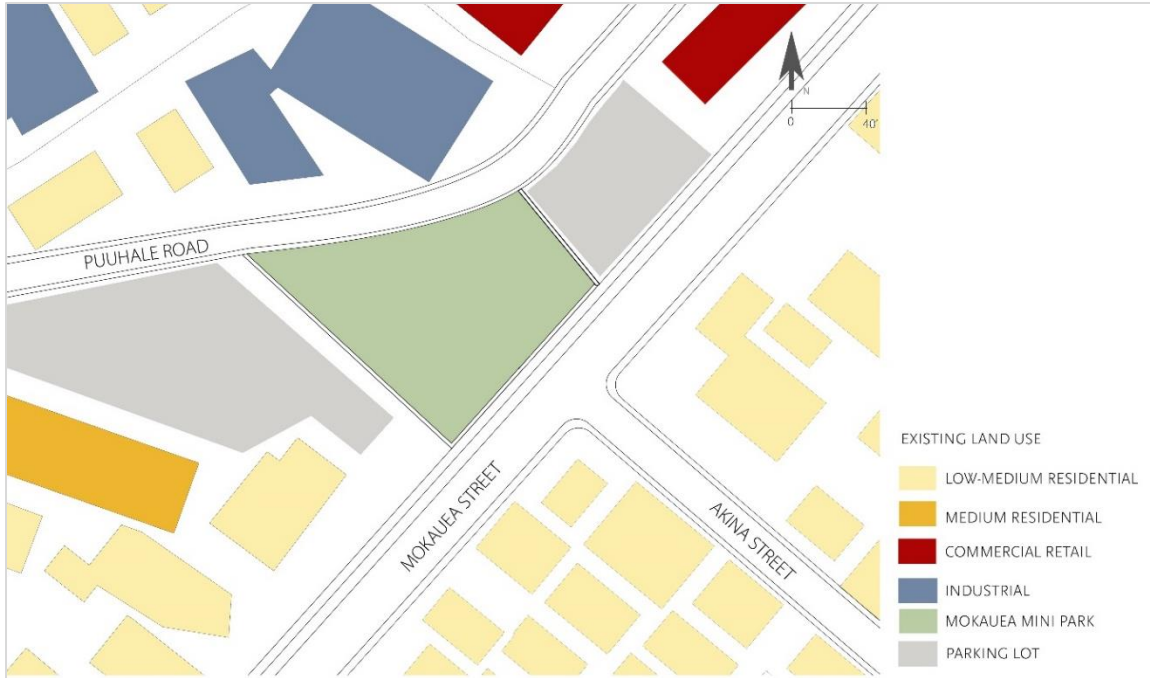 N
0 40'
PUUHALE ROAD
MOKAUEA STREET
AKINA STREET
EXISTING LAND USE
LOW-MEDIUM RESIDENTIAL
MEDIUM RESIDENTIAL
COMMERCIAL RETAIL
INDUSTRIAL
MOKAUEA MINI PARK
PARKING LOT